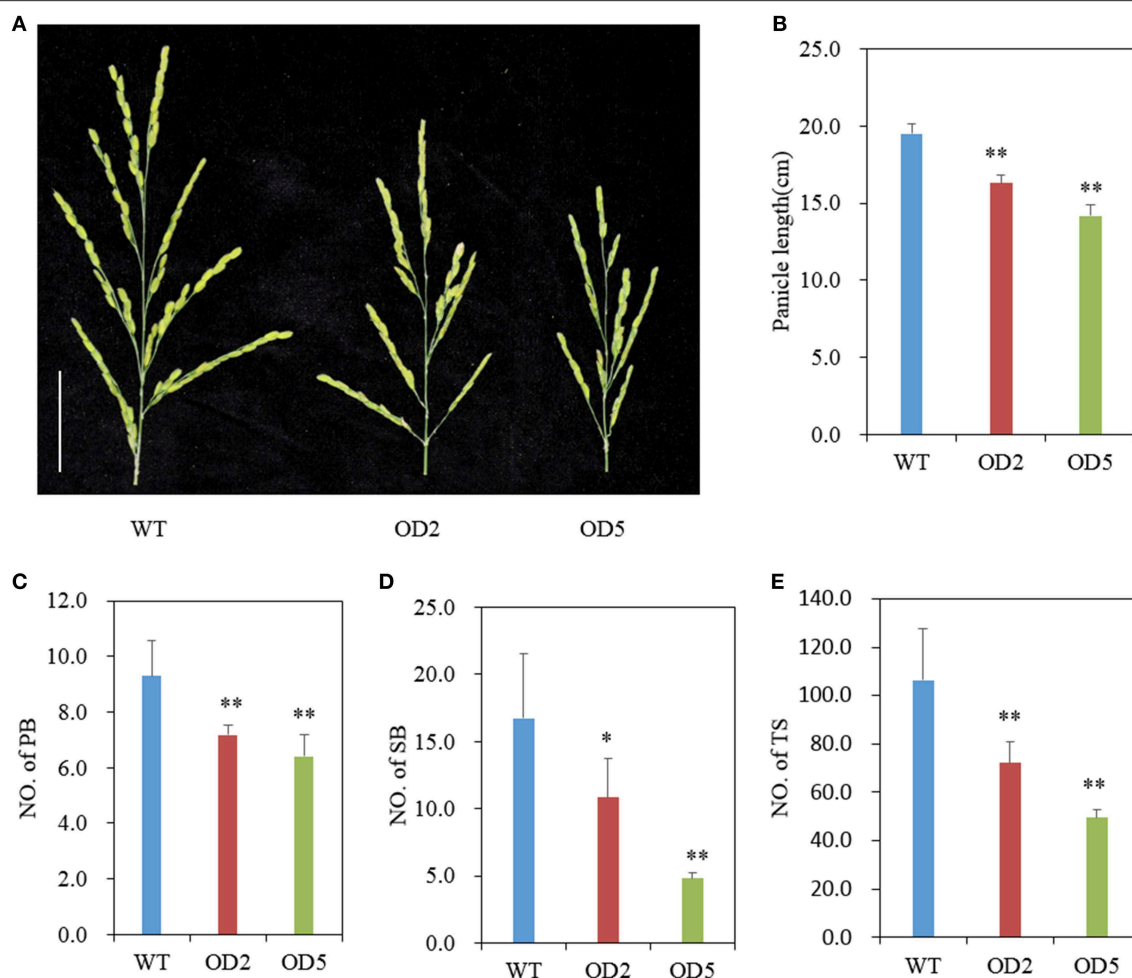 A
WT
OD2
OD5
B
25.0
20.0
15.0
10.0
5.0
0.0
Panicle length(cm)
**
**
WT
OD2
OD5
C
12.0
10.0
8.0
6.0
4.0
2.0
0.0
NO. of PB
**
**
WT
OD2
OD5
D
25.0
20.0
15.0
10.0
5.0
0.0
NO. of SB
*
**
WT
OD2
OD5
E
140.0
120.0
100.0
80.0
60.0
40.0
20.0
0.0
NO. of TS
**
**
WT
OD2
OD5